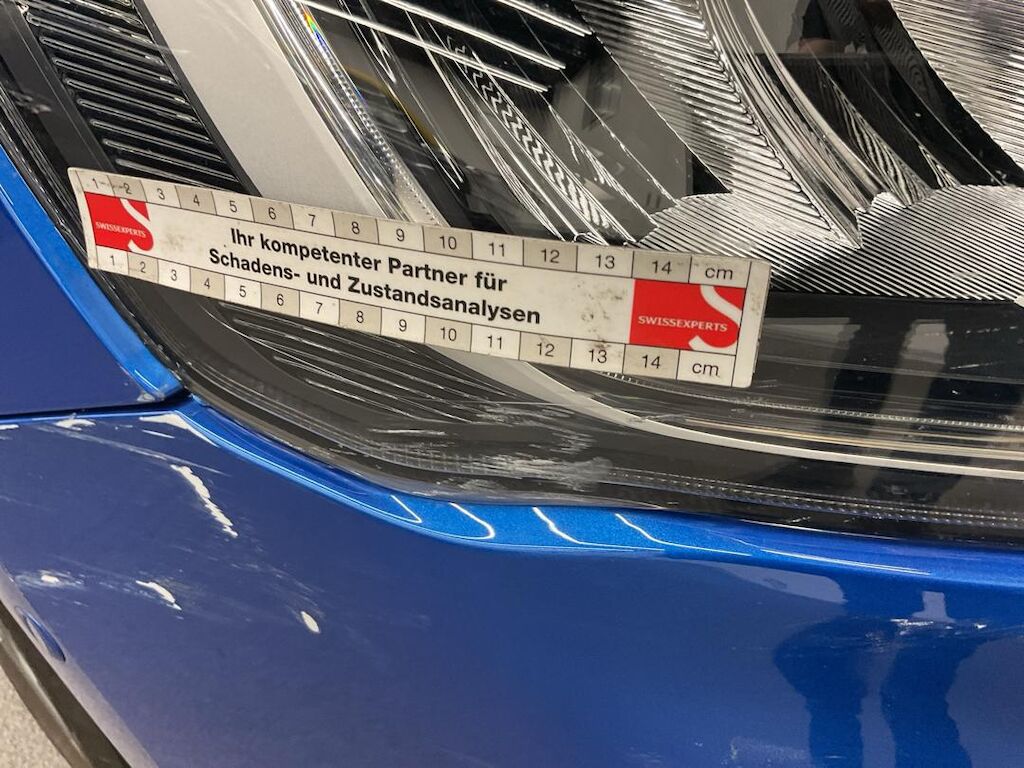 1 2 3 4 5 6 7 8 9 10 11 12 13 14 cm
SWISSEXPERTS
Ihr kompetenter Partner für
Schadens- und Zustandsanalysen
SWISSEXPERTS
1 2 3 4 5 6 7 8 9 10 11 12 13 14 cm